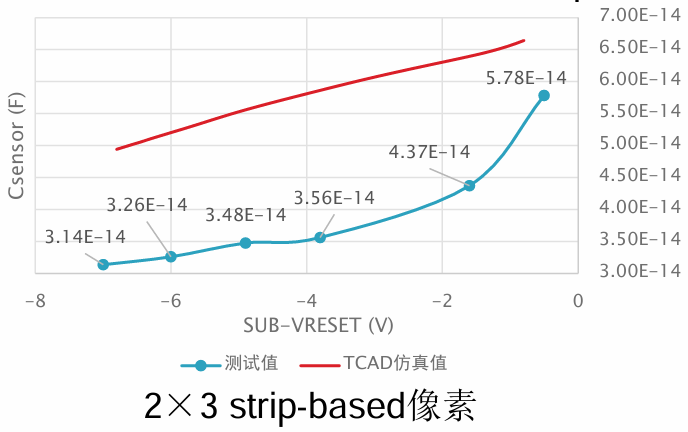 7.00E-14
6.50E-14
6.00E-14
5.50E-14
5.00E-14
4.50E-14
4.00E-14
3.50E-14
3.00E-14
Csensor (F)
5.78E-14
4.37E-14
3.56E-14
3.48E-14
3.26E-14
3.14E-14
-8 -6 -4 -2 0
SUB-VRESET (V)
测试值 TCAD仿真值
2×3 strip-based像素